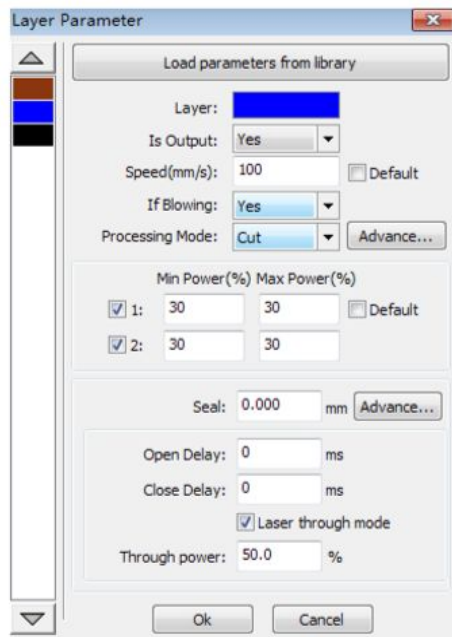 Layer Parameter
Load parameters from library
Layer:
Is Output: Yes
Speed(mm/s): 100 Default
If Blowing: Yes
Processing Mode: Cut Advance...
Min Power(%) Max Power(%)
1: 30 30 Default
2: 30 30
Seal: 0.000 mm Advance...
Open Delay: 0 ms
Close Delay: 0 ms
Laser through mode
Through power: 50.0 %
Ok Cancel